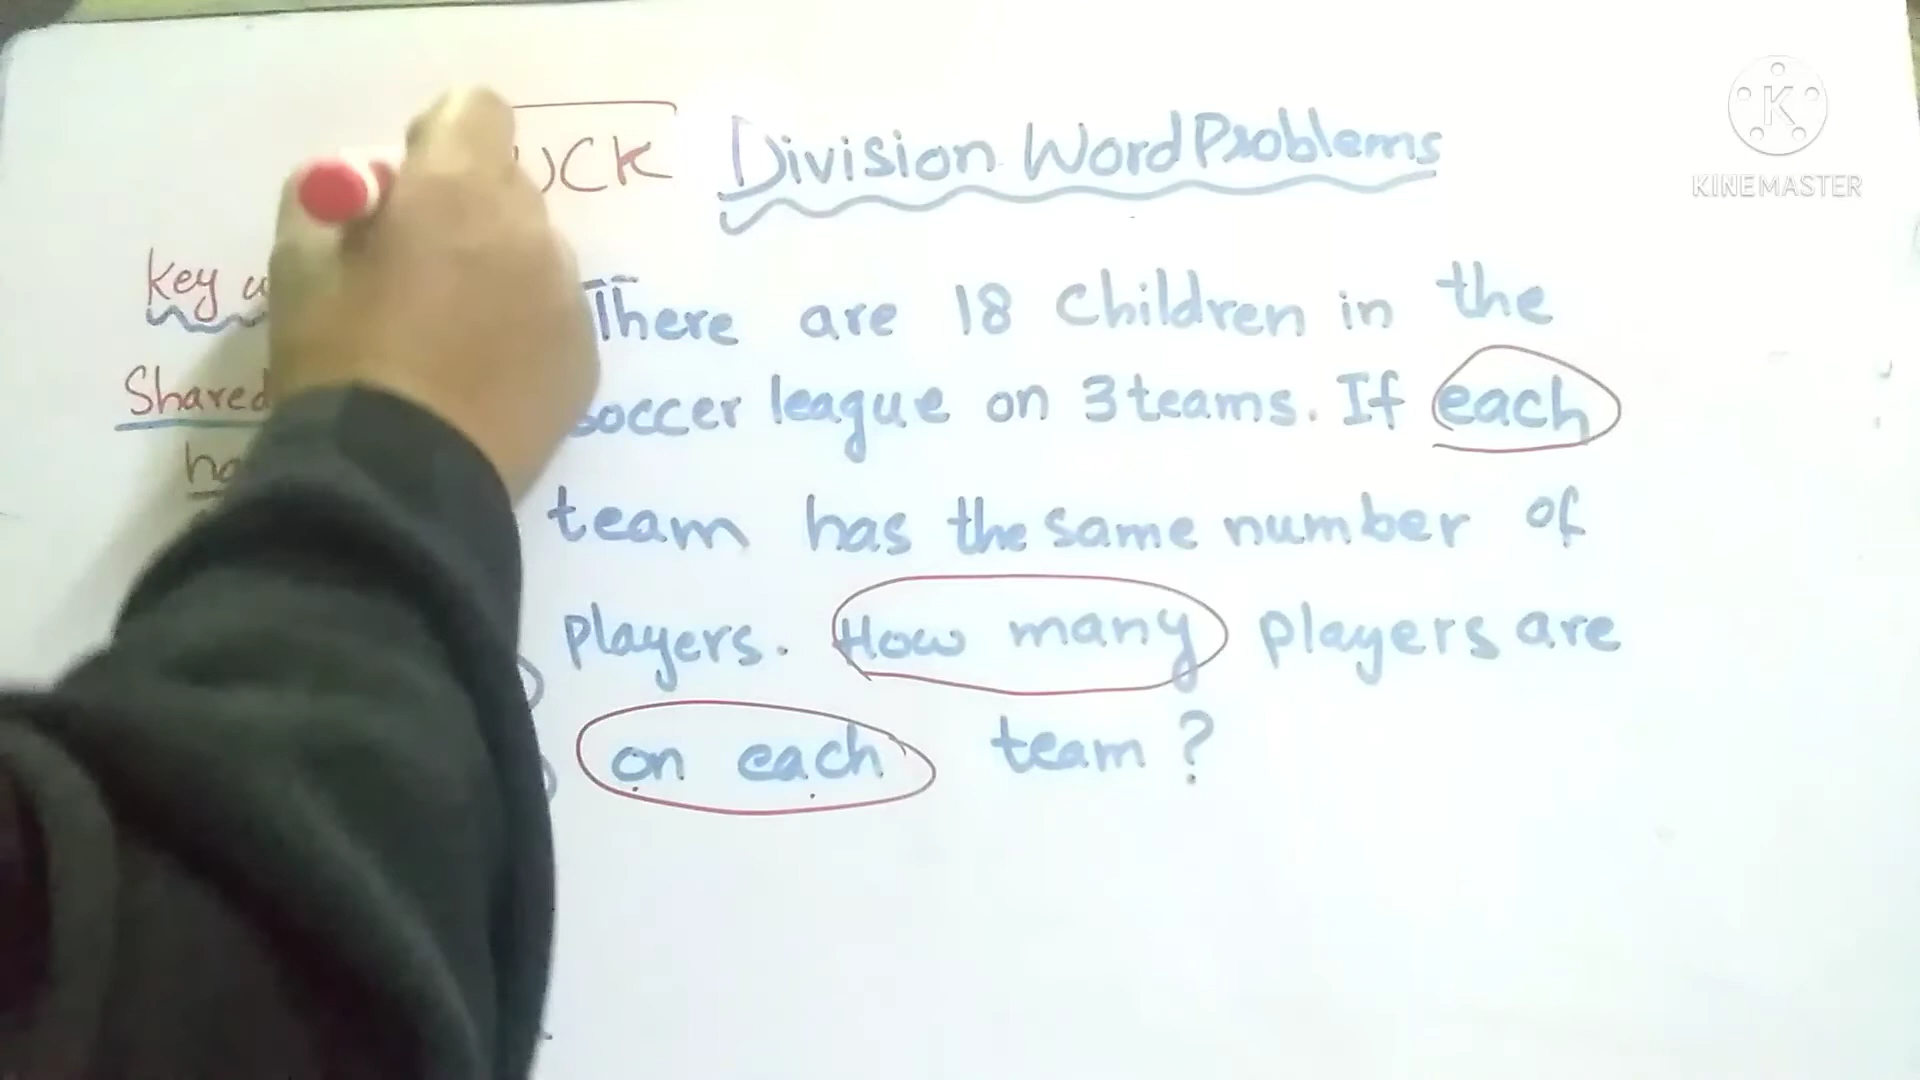 UCK Division Word Problems
KINEMASTER
Key
There are 18 children in the
Shared
soccer league on 3 teams. If each
team has the same number of
players. How many players are
on each team?